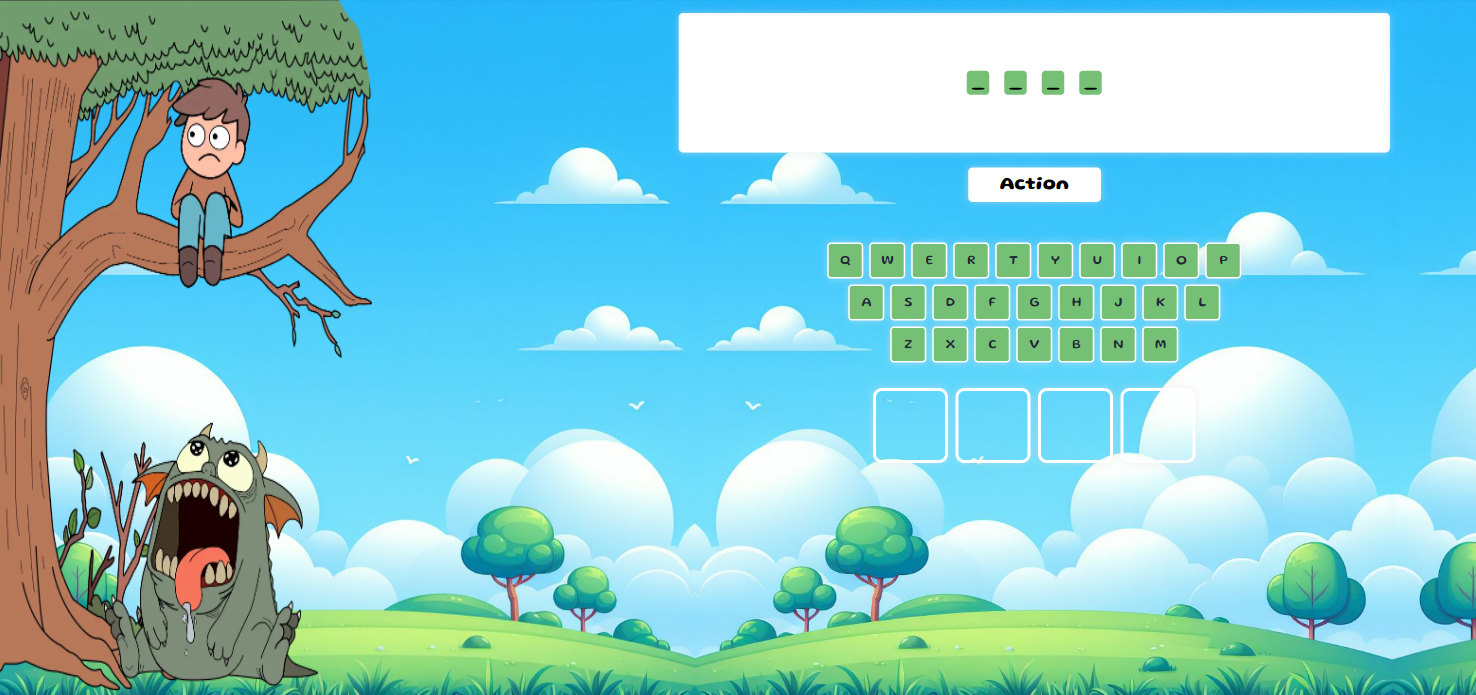 _ _ _ _
Action
Q W E R T Y U I O P
A S D F G H J K L
Z X C V B N M